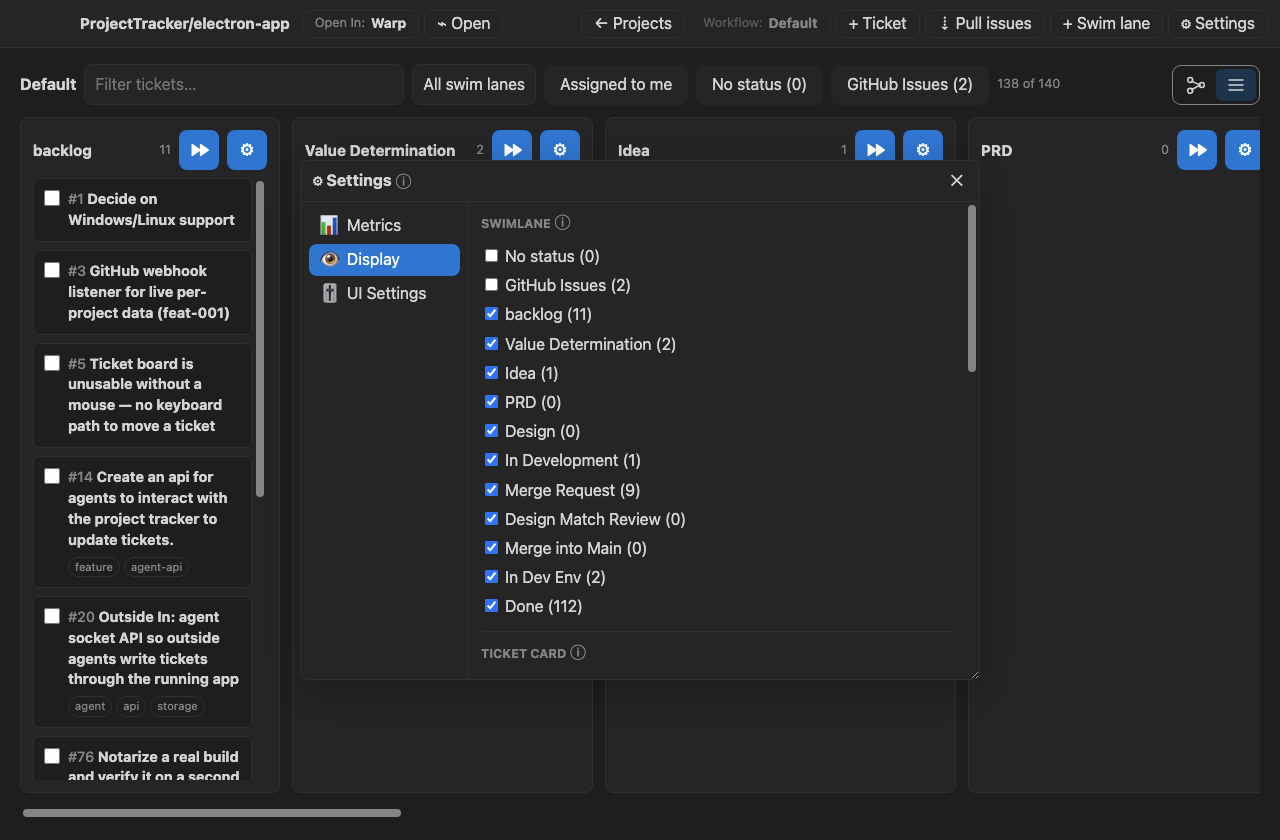 ProjectTracker/electron-app
Open In: Warp
⌁ Open
← Projects
Workflow: Default
+ Ticket
⇣ Pull issues
+ Swim lane
⚙ Settings
Default
Filter tickets...
All swim lanes
Assigned to me
No status (0)
GitHub Issues (2)
138 of 140
backlog
11
Value Determination
2
Idea
1
PRD
0
#1 Decide on
Windows/Linux support
#3 GitHub webhook
listener for live per-
project data (feat-001)
#5 Ticket board is
unusable without a
mouse — no keyboard
path to move a ticket
#14 Create an api for
agents to interact with
the project tracker to
update tickets.
feature
agent-api
#20 Outside In: agent
socket API so outside
agents write tickets
through the running app
agent
api
storage
#76 Notarize a real build
and verify it on a second
⚙ Settings ⓘ
Metrics
Display
UI Settings
SWIMLANE ⓘ
No status (0)
GitHub Issues (2)
backlog (11)
Value Determination (2)
Idea (1)
PRD (0)
Design (0)
In Development (1)
Merge Request (9)
Design Match Review (0)
Merge into Main (0)
In Dev Env (2)
Done (112)
TICKET CARD ⓘ